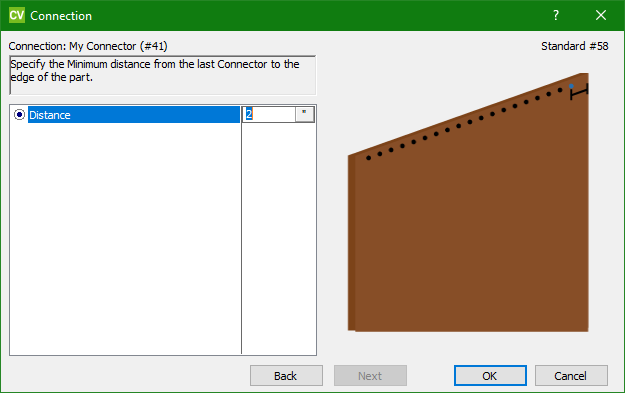 CV Connection
Connection: My Connector (#41)
Standard #58
Specify the Minimum distance from the last Connector to the
edge of the part.
Distance 2 "
Back Next OK Cancel